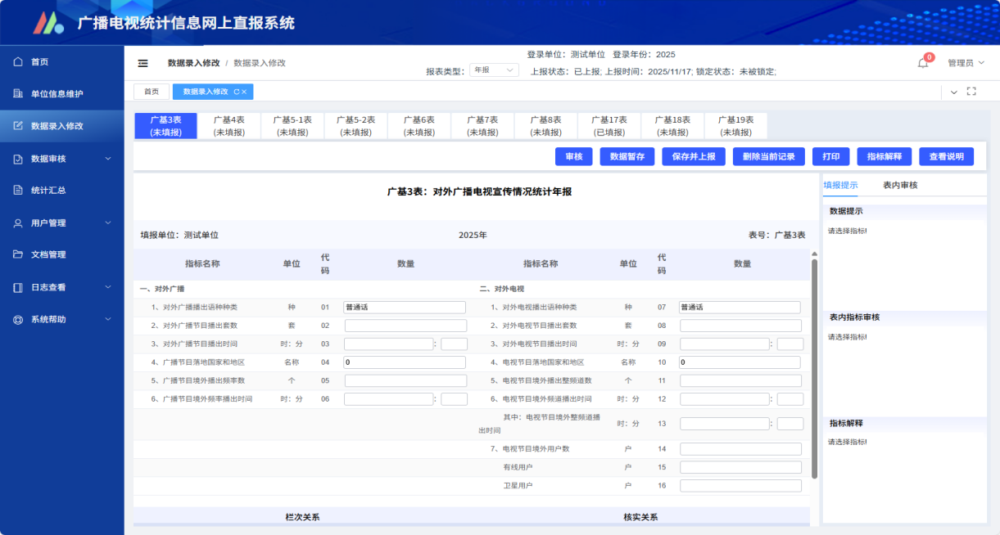 广播电视统计信息网上直报系统
首页
单位信息维护
数据录入修改
数据审核
统计汇总
用户管理
文档管理
日志查看
系统帮助
数据录入修改 / 数据录入修改
登录单位：测试单位 登录年份：2025
报表类型： 年报 上报状态：已上报; 上报时间：2025/11/17; 锁定状态：未被锁定;
0
管理员
首页 数据录入修改
广基3表 广基4表 广基5-1表 广基5-2表 广基6表 广基7表 广基8表 广基17表 广基18表 广基19表
(未填报) (未填报) (未填报) (未填报) (未填报) (未填报) (未填报) (已填报) (未填报) (未填报)
审核 数据暂存 保存并上报 删除当前记录 打印 指标解释 查看说明
广基3表：对外广播电视宣传情况统计年报
填报单位：测试单位 2025年 表号：广基3表
指标名称 单位 代码 数量 指标名称 单位 代码 数量
一、对外广播 二、对外电视
1、对外广播播出语种种类 种 01 普通话 1、对外电视播出语种种类 种 07 普通话
2、对外广播节目播出套数 套 02 2、对外电视节目播出套数 套 08
3、对外广播节目播出时间 时：分 03 : 3、对外电视节目播出时间 时：分 09 :
4、广播节目落地国家和地区 名称 04 0 4、电视节目落地国家和地区 名称 10 0
5、广播节目境外播出频率数 个 05 5、电视节目境外播出整频道数 个 11
6、广播节目境外频率播出时间 时：分 06 : 6、电视节目境外频道播出时间 时：分 12 :
其中：电视节目境外整频道播
出时间 时：分 13 :
7、电视节目境外用户数 户 14
有线用户 户 15
卫星用户 户 16
栏次关系 核实关系
填报提示 表内审核
数据提示
请选择指标!
表内指标审核
请选择指标!
指标解释
请选择指标!